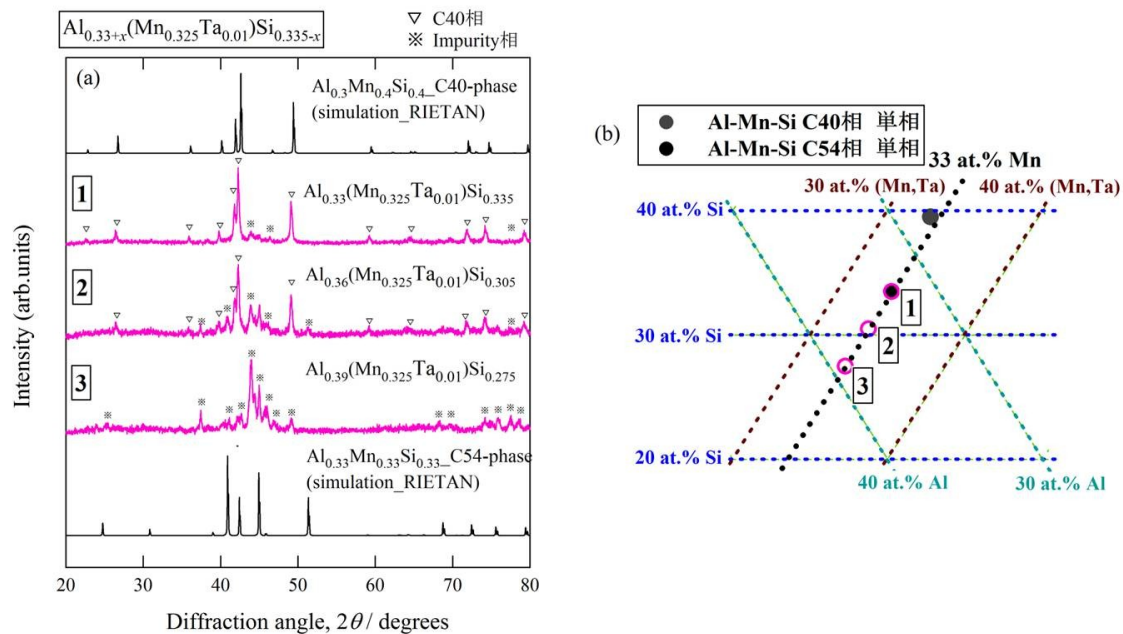 Al0.33+x(Mn0.325Ta0.01)Si0.335-x
▽ C40相
※ Impurity相
(a)
Al0.3Mn0.4Si0.4_C40-phase
(simulation_RIETAN)
1
Al0.33(Mn0.325Ta0.01)Si0.335
2
Al0.36(Mn0.325Ta0.01)Si0.305
3
Al0.39(Mn0.325Ta0.01)Si0.275
Al0.33Mn0.33Si0.33_C54-phase
(simulation_RIETAN)
Intensity (arb.units)
20 30 40 50 60 70 80
Diffraction angle, 2θ / degrees
(b)
Al-Mn-Si C40相 単相
Al-Mn-Si C54相 単相
33 at.% Mn
30 at.% (Mn,Ta)
40 at.% (Mn,Ta)
40 at.% Si
1
30 at.% Si
2
3
20 at.% Si
40 at.% Al
30 at.% Al